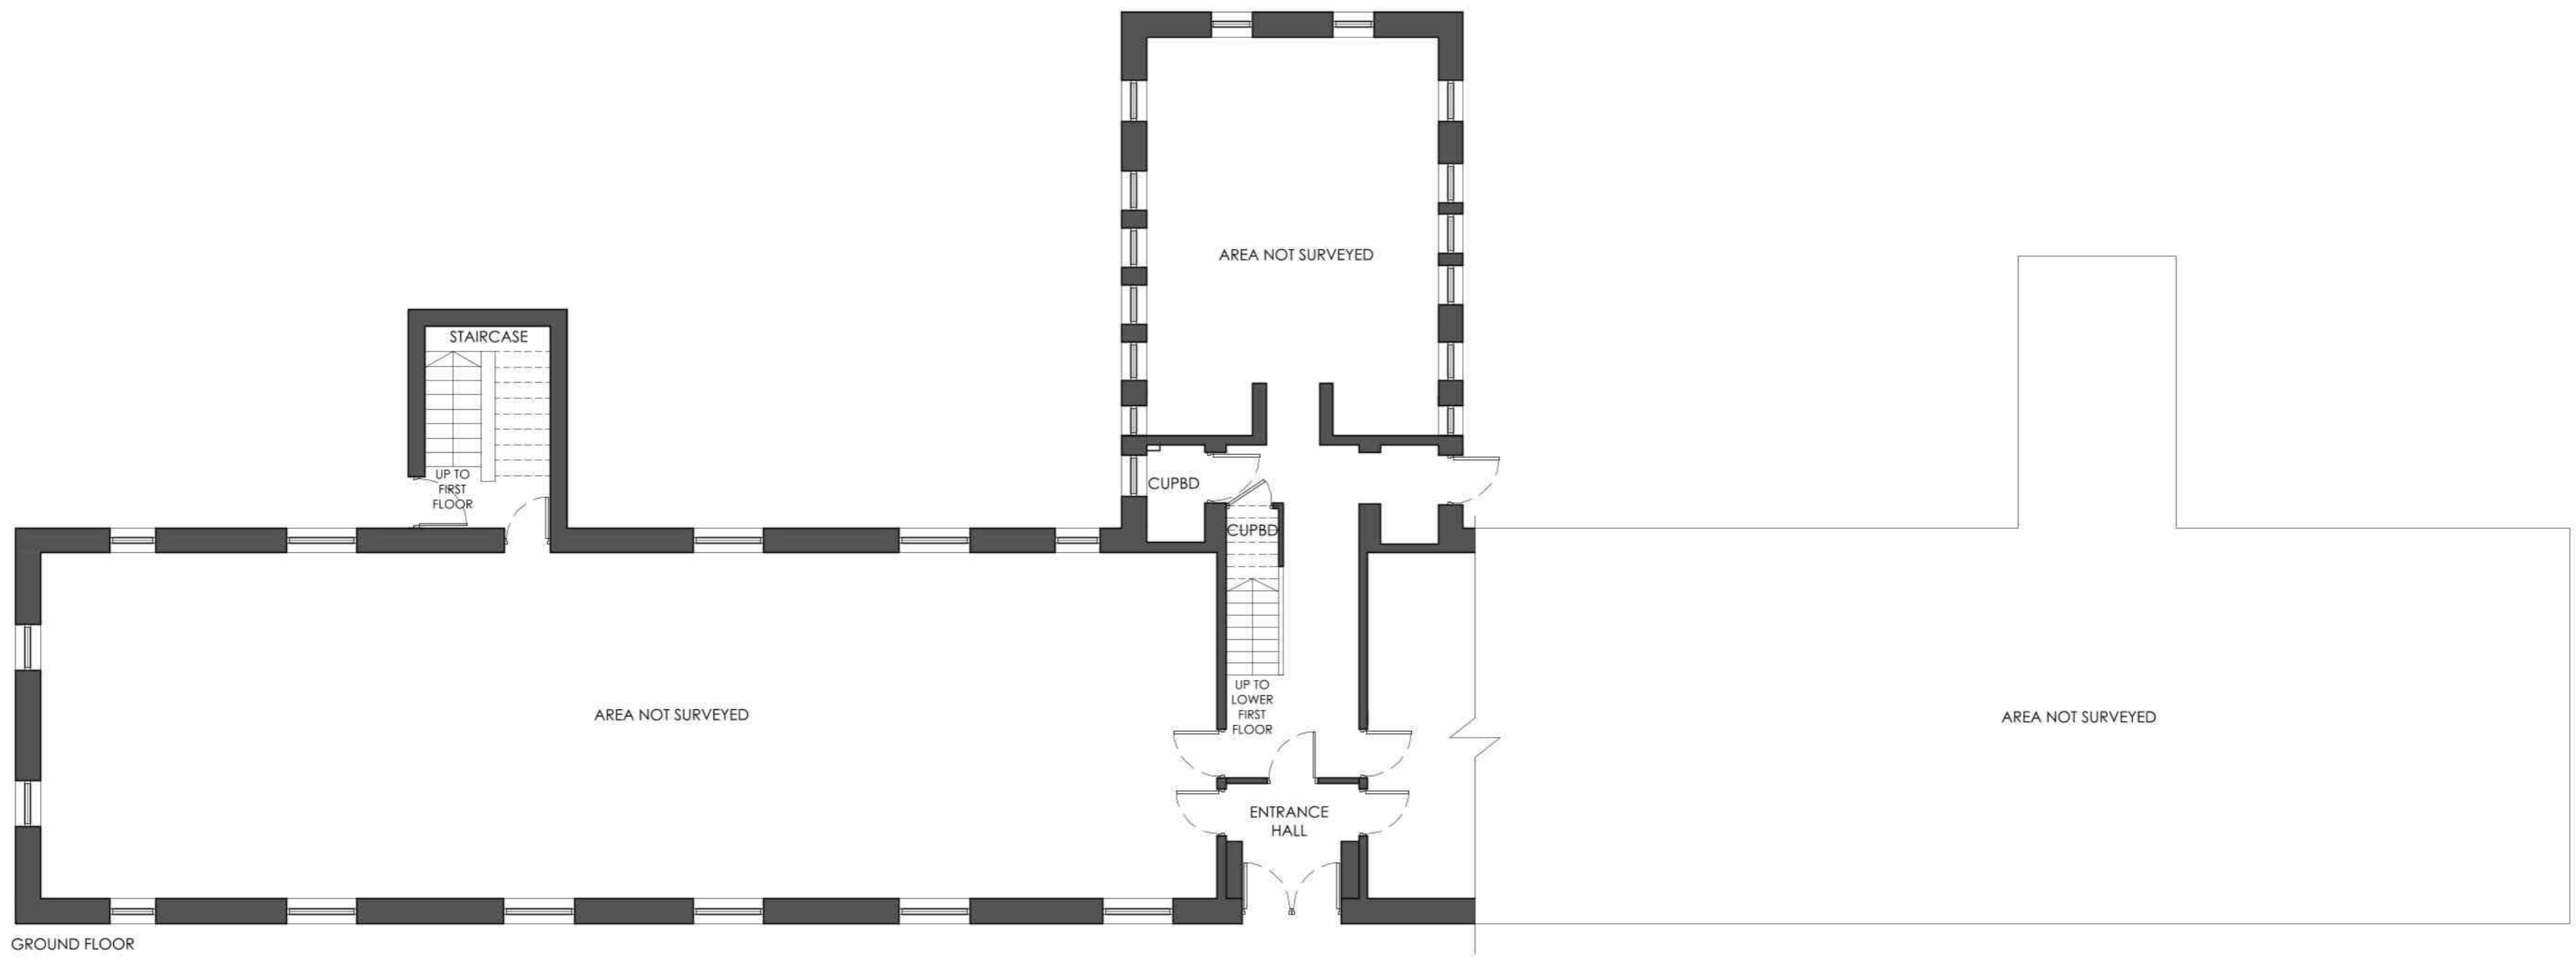 AREA NOT SURVEYED
STAIRCASE
UP TO
FIRST
FLOOR
CUPBD
CUPBD
AREA NOT SURVEYED
UP TO
LOWER
FIRST
FLOOR
AREA NOT SURVEYED
ENTRANCE
HALL
GROUND FLOOR